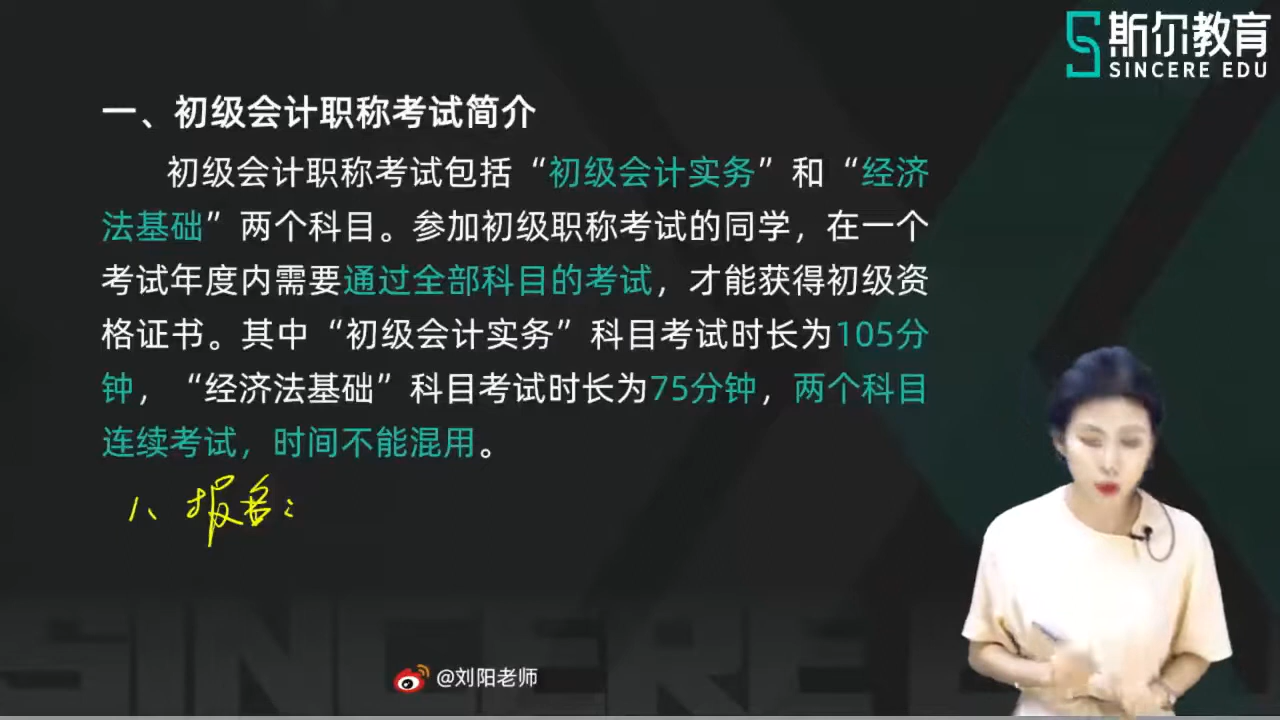 斯尔教育
SINCERE EDU
一、初级会计职称考试简介
初级会计职称考试包括“初级会计实务”和“经济
法基础”两个科目。参加初级职称考试的同学，在一个
考试年度内需要通过全部科目的考试，才能获得初级资
格证书。其中“初级会计实务”科目考试时长为105分
钟，“经济法基础”科目考试时长为75分钟，两个科目
连续考试，时间不能混用。
1、报名：
SINCERE E
@刘阳老师